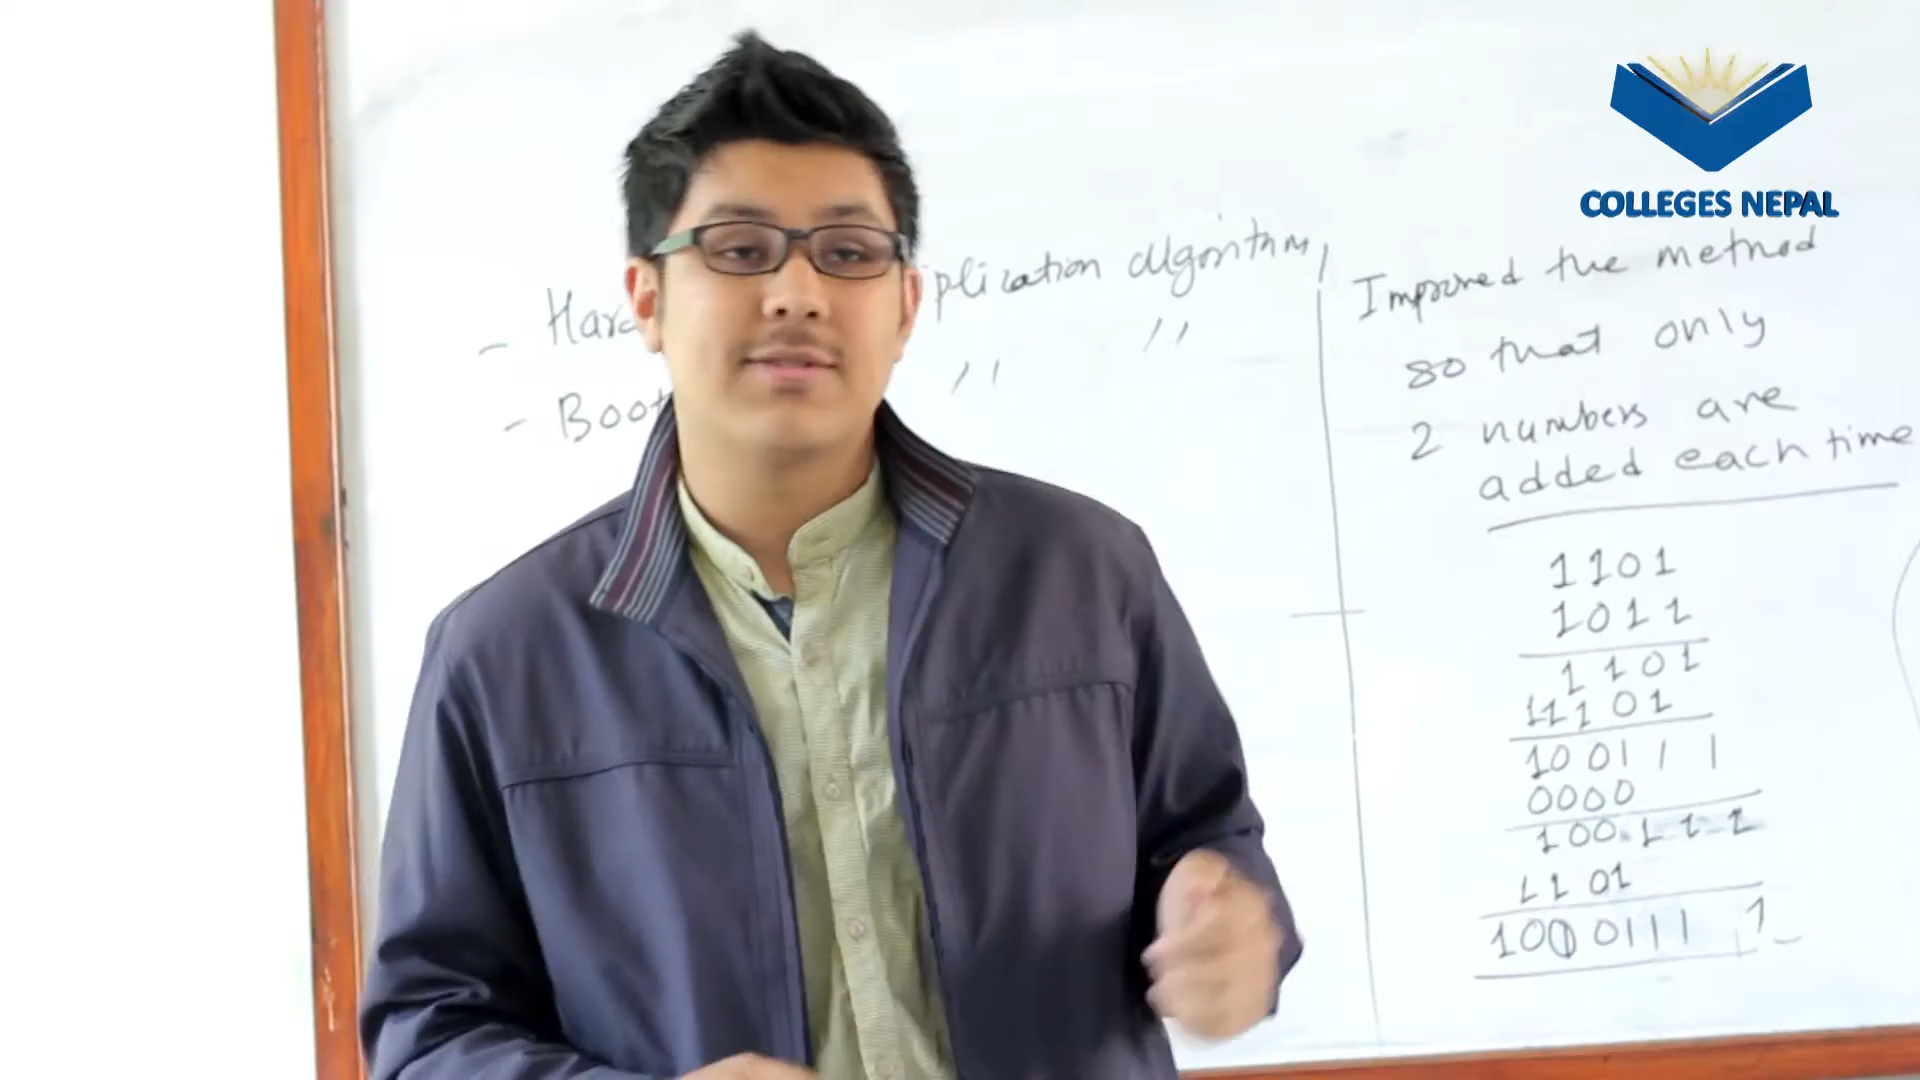 COLLEGES NEPAL
- Hard plication algorithm,
- Boot " "
Improved the method
so that only
2 numbers are
added each time
1101
1011
1101
11101
100111
0000
100111
1101
10001111